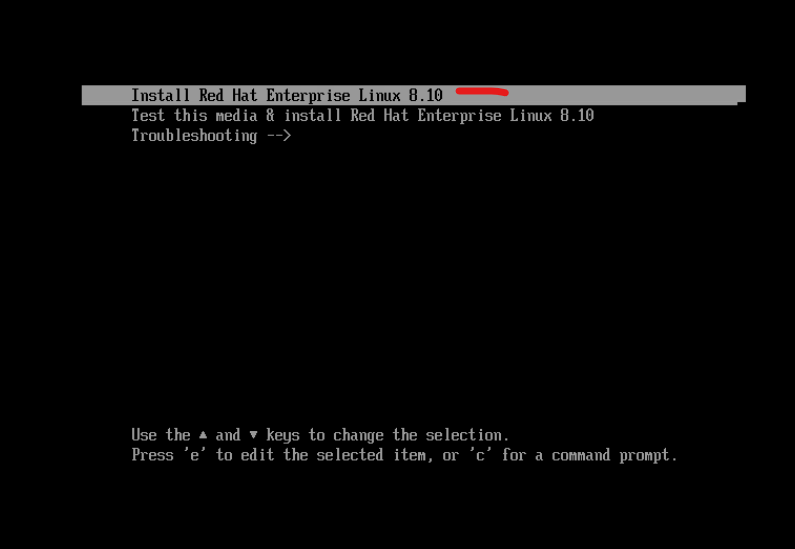 Install Red Hat Enterprise Linux 8.10
Test this media & install Red Hat Enterprise Linux 8.10
Troubleshooting -->
Use the ▲ and ▼ keys to change the selection.
Press 'e' to edit the selected item, or 'c' for a command prompt.